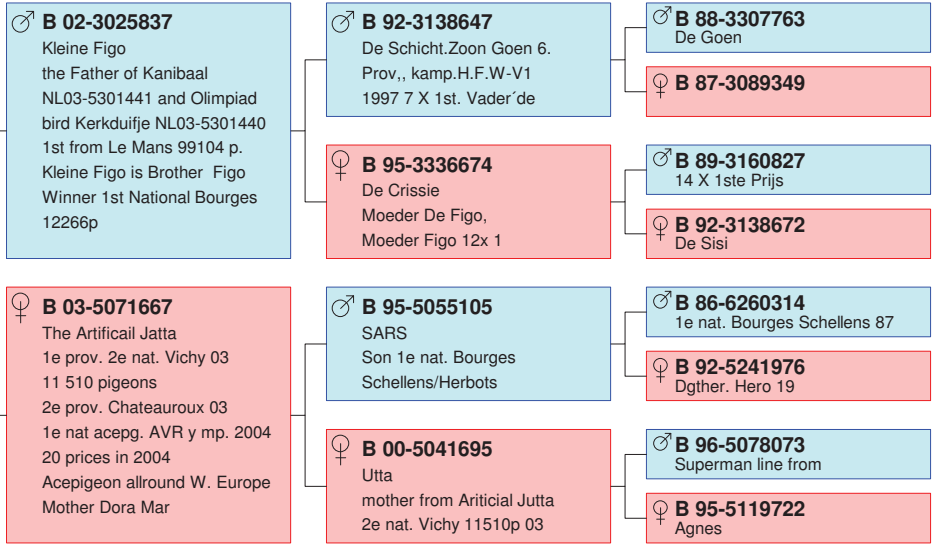 B 02-3025837
Kleine Figo
the Father of Kanibaal
NL03-5301441 and Olimpiad
bird Kerkduifje NL03-5301440
1st from Le Mans 99104 p.
Kleine Figo is Brother Figo
Winner 1st National Bourges
12266p
B 03-5071667
The Artificail Jatta
1e prov. 2e nat. Vichy 03
11 510 pigeons
2e prov. Chateauroux 03
1e nat acepg. AVR y mp. 2004
20 prices in 2004
Acepigeon allround W. Europe
Mother Dora Mar
B 92-3138647
De Schicht.Zoon Goen 6.
Prov,, kamp.H.F.W-V1
1997 7 X 1st. Vader´de
B 95-3336674
De Crissie
Moeder De Figo,
Moeder Figo 12x 1
B 95-5055105
SARS
Son 1e nat. Bourges
Schellens/Herbots
B 00-5041695
Utta
mother from Ariticial Jutta
2e nat. Vichy 11510p 03
B 88-3307763
De Goen
B 87-3089349
B 89-3160827
14 X 1ste Prijs
B 92-3138672
De Sisi
B 86-6260314
1e nat. Bourges Schellens 87
B 92-5241976
Dgther. Hero 19
B 96-5078073
Superman line from
B 95-5119722
Agnes